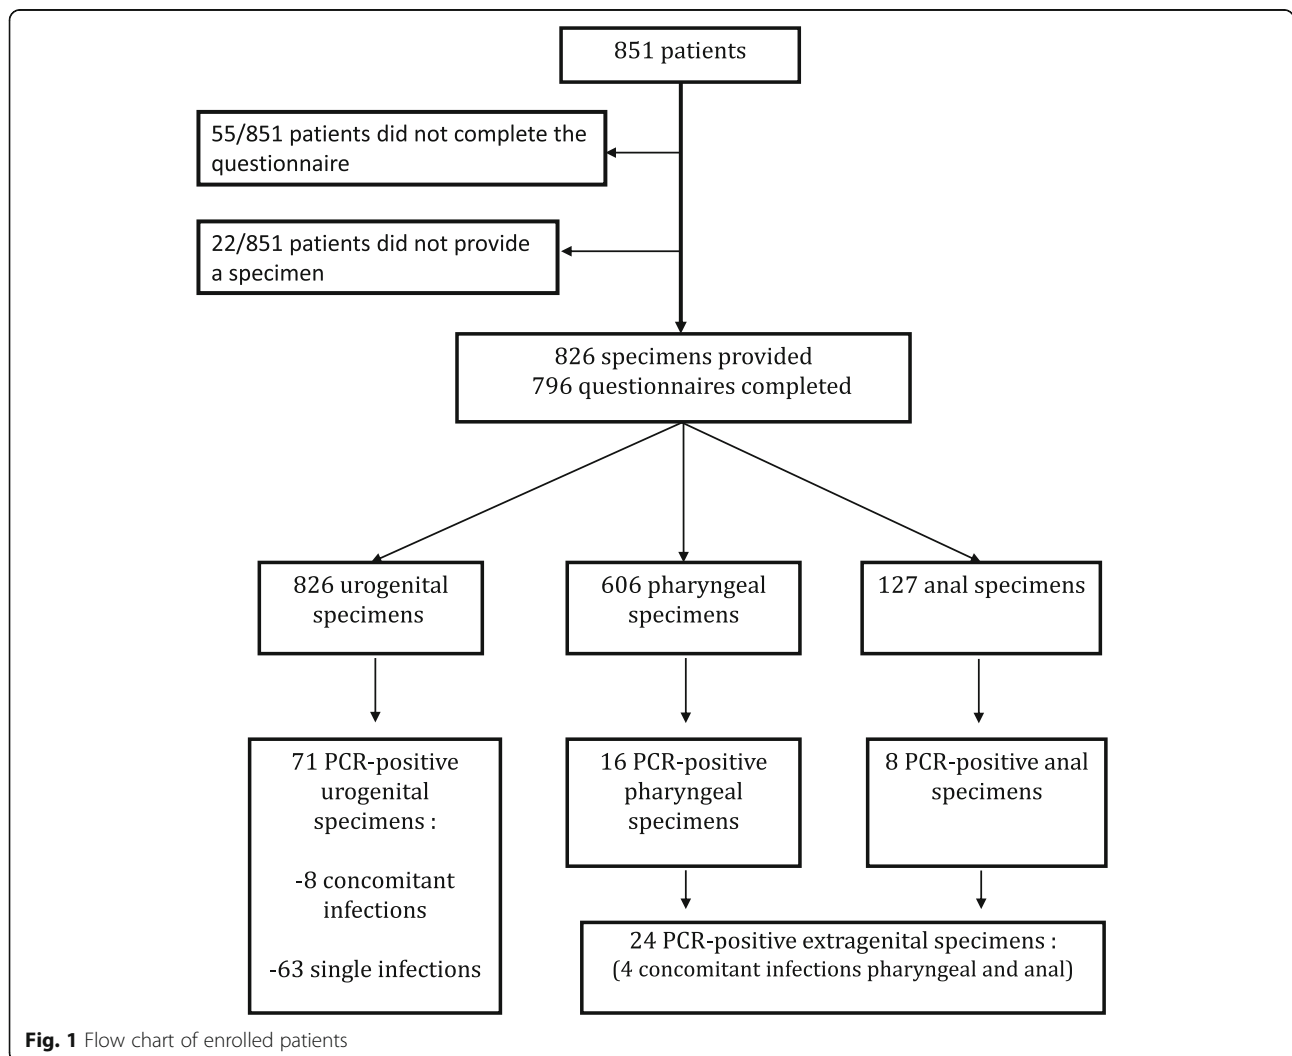 851 patients
55/851 patients did not complete the
questionnaire
22/851 patients did not provide
a specimen
826 specimens provided
796 questionnaires completed
826 urogenital
specimens
606 pharyngeal
specimens
127 anal specimens
71 PCR-positive
urogenital
specimens :
-8 concomitant
infections
-63 single infections
16 PCR-positive
pharyngeal
specimens
8 PCR-positive anal
specimens
24 PCR-positive extragenital specimens :
(4 concomitant infections pharyngeal and anal)
Fig. 1 Flow chart of enrolled patients